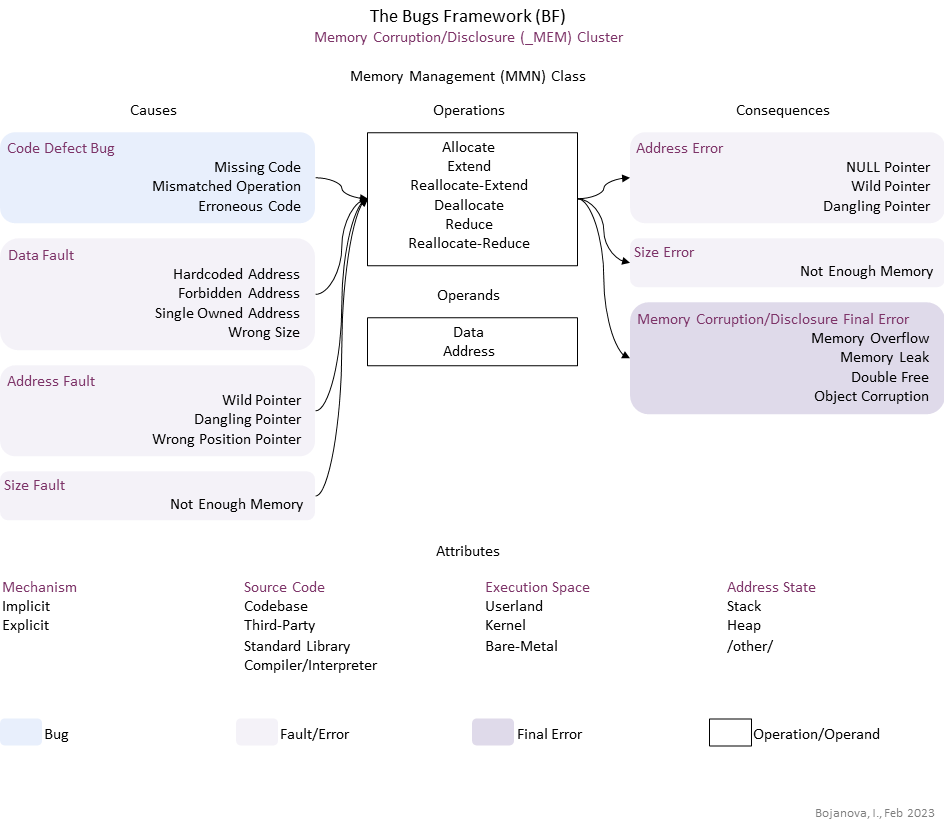 The Bugs Framework (BF)
Memory Corruption/Disclosure (_MEM) Cluster
Memory Management (MMN) Class
Causes
Code Defect Bug
Missing Code
Mismatched Operation
Erroneous Code
Data Fault
Hardcoded Address
Forbidden Address
Single Owned Address
Wrong Size
Address Fault
Wild Pointer
Dangling Pointer
Wrong Position Pointer
Size Fault
Not Enough Memory
Operations
Allocate
Extend
Reallocate-Extend
Deallocate
Reduce
Reallocate-Reduce
Operands
Data
Address
Consequences
Address Error
NULL Pointer
Wild Pointer
Dangling Pointer
Size Error
Not Enough Memory
Memory Corruption/Disclosure Final Error
Memory Overflow
Memory Leak
Double Free
Object Corruption
Attributes
Mechanism
Implicit
Explicit
Source Code
Codebase
Third-Party
Standard Library
Compiler/Interpreter
Execution Space
Userland
Kernel
Bare-Metal
Address State
Stack
Heap
/other/
Bug
Fault/Error
Final Error
Operation/Operand
Bojanova, I., Feb 2023